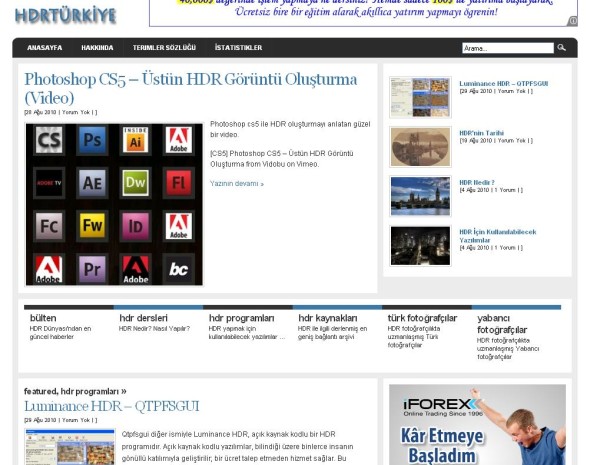 HDRTÜRKİYE
40,000$ değerinde işlem yapmaya ne dersiniz? Hemde sadece 100$ ile yatırıma başlayarak,
Ücretsiz bire bir eğitim alarak akıllıca yatırım yapmayı öğrenin!
ANASAYFA HAKKINDA TERİMLER SÖZLÜĞÜ İSTATİSTİKLER
Arama...
Photoshop CS5 – Üstün HDR Görüntü Oluşturma
(Video)
[29 Ağu 2010 | Yorum Yok | ]
Photoshop cs5 ile HDR oluşturmayı anlatan güzel
bir video.
[CS5] Photoshop CS5 – Üstün HDR Görüntü
Oluşturma from Vidobu on Vimeo.
Yazının devamı »
CS Ps INSIDE Ai Adobe
ADOBE TV AE Dw Fl
Fc Fw ID Adobe
Adobe Pr bc Adobe
Luminance HDR – QTPFSGUI
[29 Ağu 2010 | Yorum Yok | ]
HDR'nin Tarihi
[19 Ağu 2010 | Yorum Yok | ]
HDR Nedir ?
[4 Ağu 2010 | 1 Yorum | ]
HDR İçin Kullanılabilecek
Yazılımlar
[4 Ağu 2010 | 1 Yorum | ]
bülten
HDR Dünyası'ndan en
güncel haberler
hdr dersleri
HDR Nedir? Nasıl Yapılır?
hdr programları
HDR yapmak için
kullanılabilecek yazılımlar ...
hdr kaynakları
HDR ile ilgili derlenmiş en
geniş bağlantı arşivi
türk fotoğrafçılar
HDR fotoğrafçılıkta
uzmanlaşmış Türk
fotoğrafçılar
yabancı
fotoğrafçılar
HDR fotoğrafçılıkta
uzmanlaşmış Yabancı
fotoğrafçılar
featured, hdr programları »
Luminance HDR – QTPFSGUI
[29 Ağu 2010 | Yorum Yok | ]
Qtpfsgui diğer ismiyle Luminance HDR, açık kaynak kodlu bir HDR
programıdır. Açık kaynak kodlu yazılımlar, bilindiği üzere binlerce insanın
gönüllü katılımıyla geliştirilir, bir ücret talep etmeden hizmet sağlar. Bu
iFOREX
Online Trading Since 1996
Kâr Etmeye
Başladım